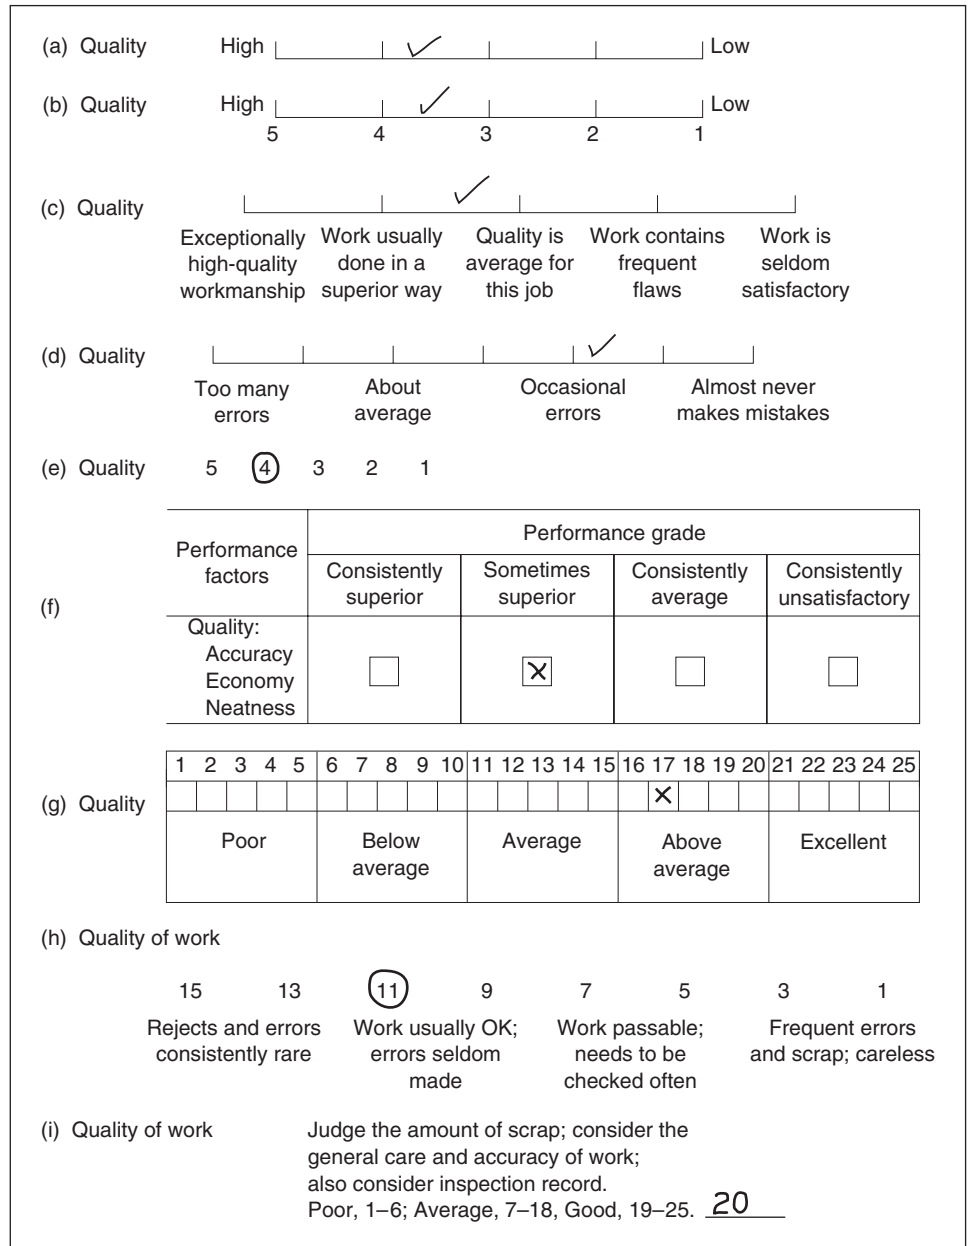 (a) Quality High Low
(b) Quality High Low
5 4 3 2 1
(c) Quality
Exceptionally Work usually Quality is Work contains Work is
high-quality done in a average for frequent seldom
workmanship superior way this job flaws satisfactory
(d) Quality
Too many About Occasional Almost never
errors average errors makes mistakes
(e) Quality 5 4 3 2 1
Performance grade
Performance
factors
Consistently Sometimes Consistently Consistently
superior superior average unsatisfactory
(f)
Quality:
Accuracy
Economy
Neatness
1 2 3 4 5 6 7 8 9 10 11 12 13 14 15 16 17 18 19 20 21 22 23 24 25
(g) Quality
Poor Below Average Above Excellent
average average
(h) Quality of work
15 13 11 9 7 5 3 1
Rejects and errors Work usually OK; Work passable; Frequent errors
consistently rare errors seldom needs to be and scrap; careless
made checked often
(i) Quality of work Judge the amount of scrap; consider the
general care and accuracy of work;
also consider inspection record.
Poor, 1–6; Average, 7–18, Good, 19–25. 20